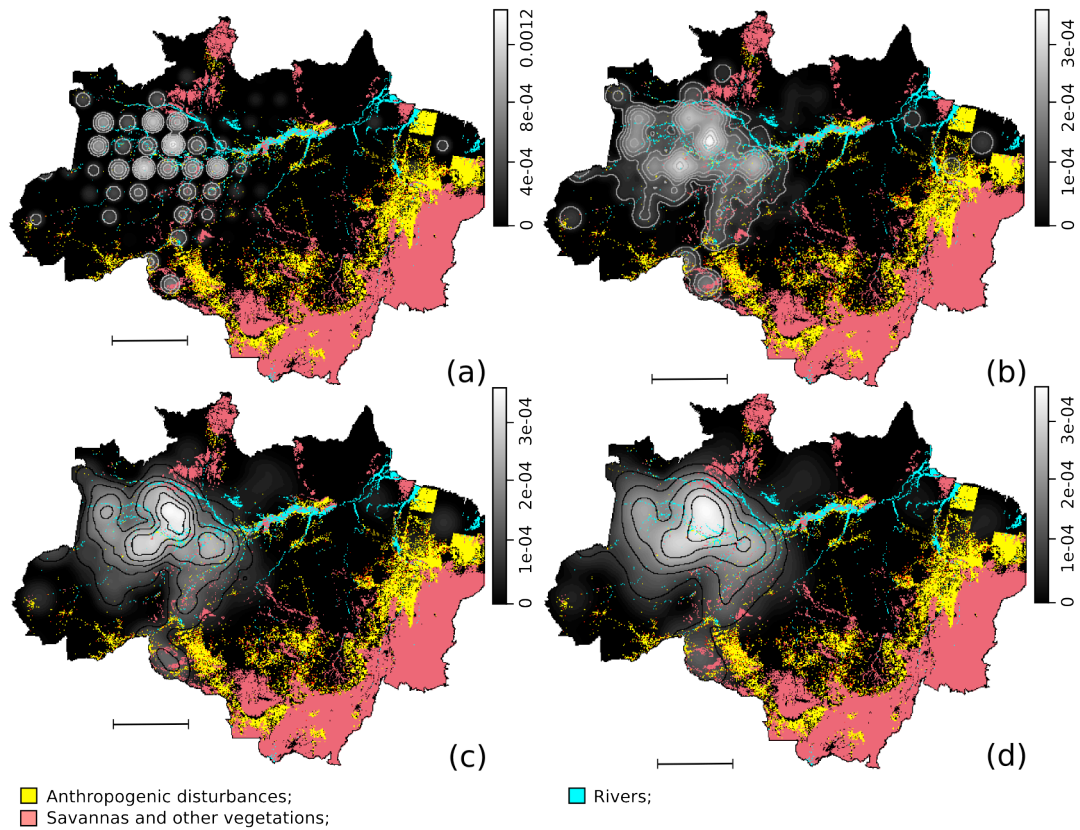 0.0012
8e-04
4e-04
0
(a)
3e-04
2e-04
1e-04
0
(b)
3e-04
2e-04
1e-04
0
(c)
3e-04
2e-04
1e-04
0
(d)
Anthropogenic disturbances;
Rivers;
Savannas and other vegetations;